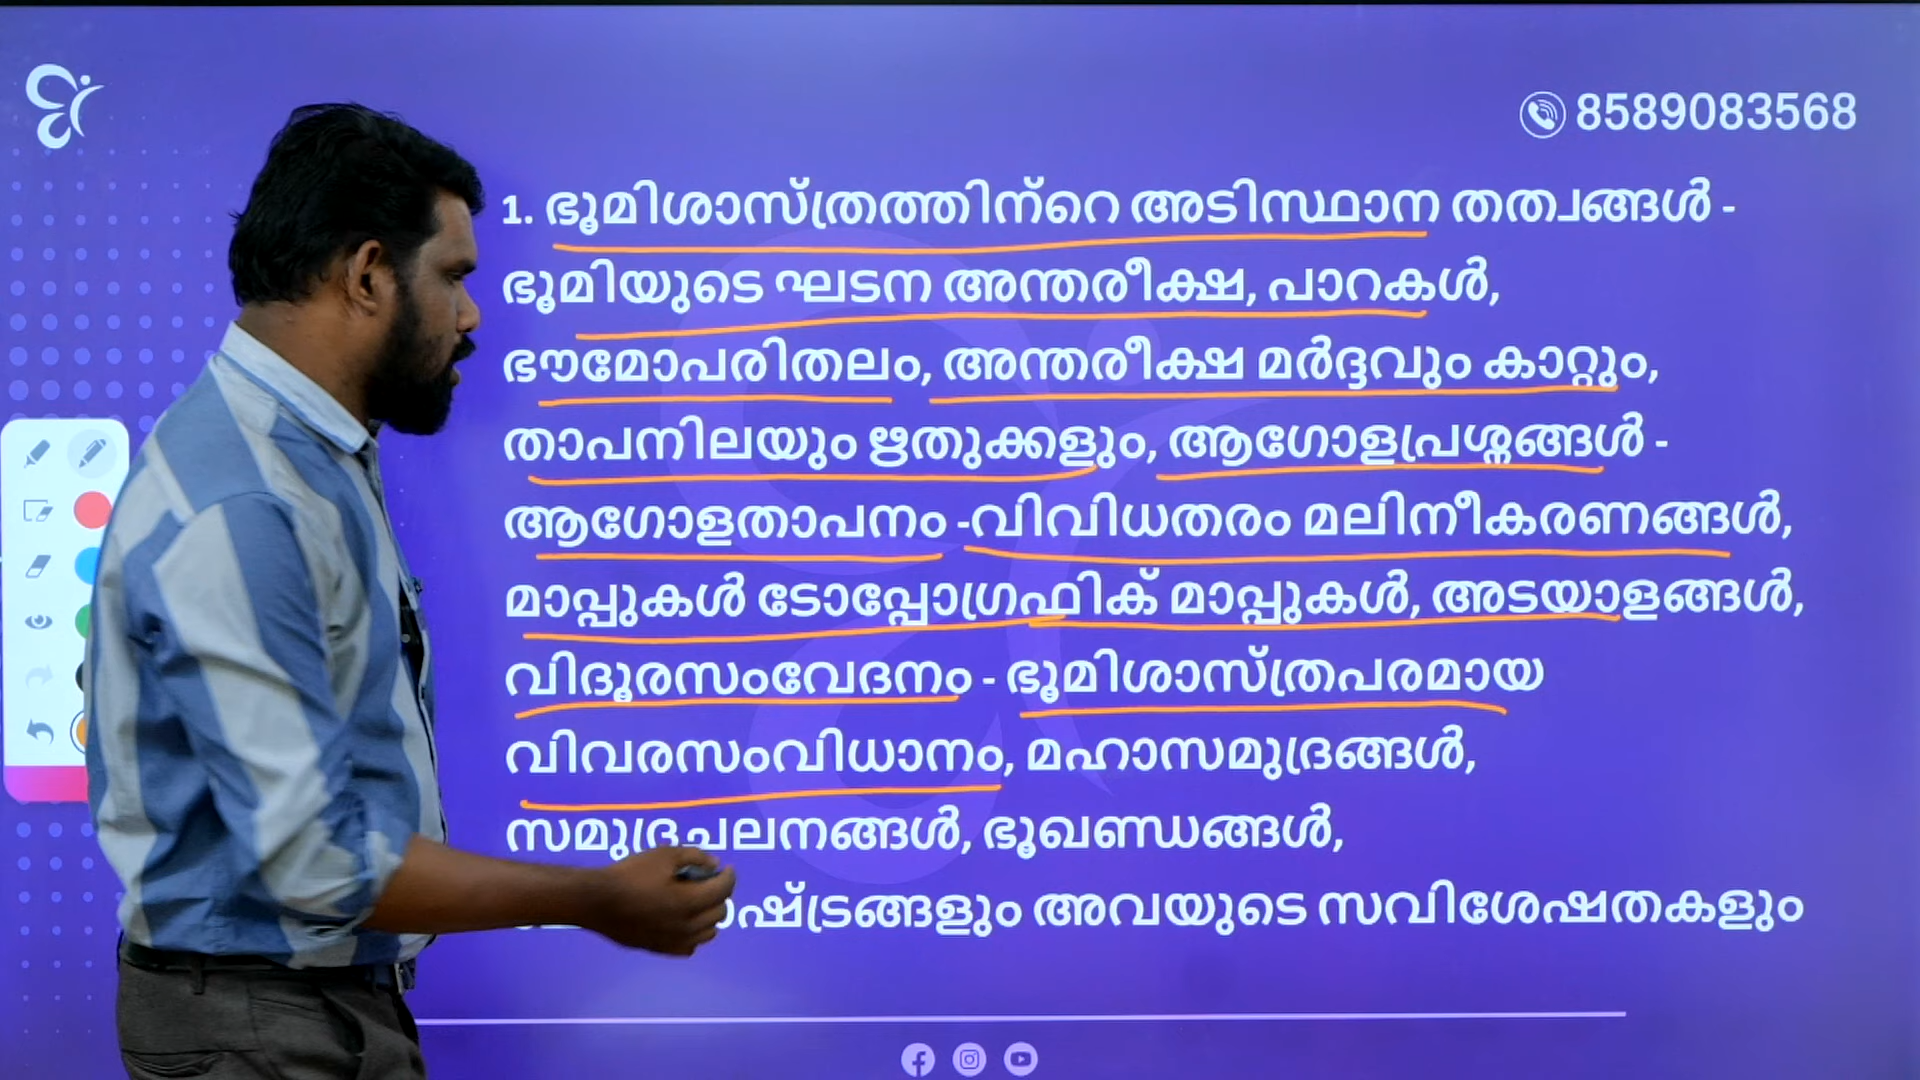 8589083568
1. ഭൂമിശാസ്ത്രത്തിന്റെ അടിസ്ഥാന തത്വങ്ങൾ -
ഭൂമിയുടെ ഘടന അന്തരീക്ഷ, പാറകൾ,
ഭൗമോപരിതലം, അന്തരീക്ഷ മർദ്ദവും കാറ്റും,
താപനിലയും ഋതുക്കളും, ആഗോളപ്രശ്നങ്ങൾ -
ആഗോളതാപനം -വിവിധതരം മലിനീകരണങ്ങൾ,
മാപ്പുകൾ ടോപ്പോഗ്രഫിക് മാപ്പുകൾ, അടയാളങ്ങൾ,
വിദൂരസംവേദനം - ഭൂമിശാസ്ത്രപരമായ
വിവരസംവിധാനം, മഹാസമുദ്രങ്ങൾ,
സമുദ്രചലനങ്ങൾ, ഭൂഖണ്ഡങ്ങൾ,
അവയുടെ സവിശേഷതകളും